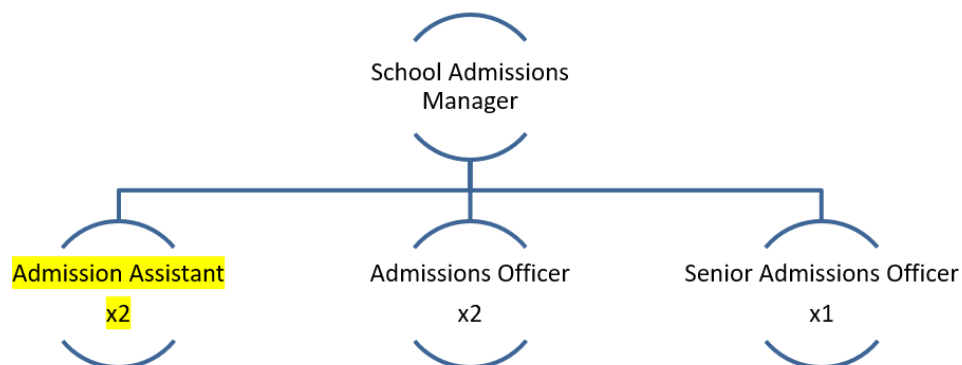 School Admissions
Manager
Admission Assistant
x2
Admissions Officer
x2
Senior Admissions Officer
x1